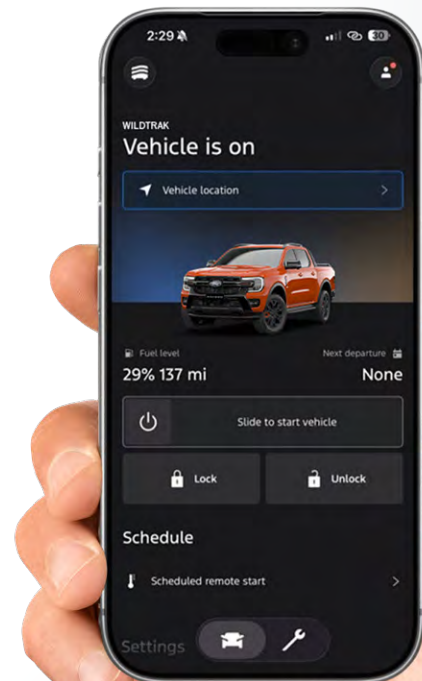 2:29
30
WILDTRAK
Vehicle is on
Vehicle location
Fuel level
Next departure
29% 137 mi
None
Slide to start vehicle
Lock
Unlock
Schedule
Scheduled remote start
Settings